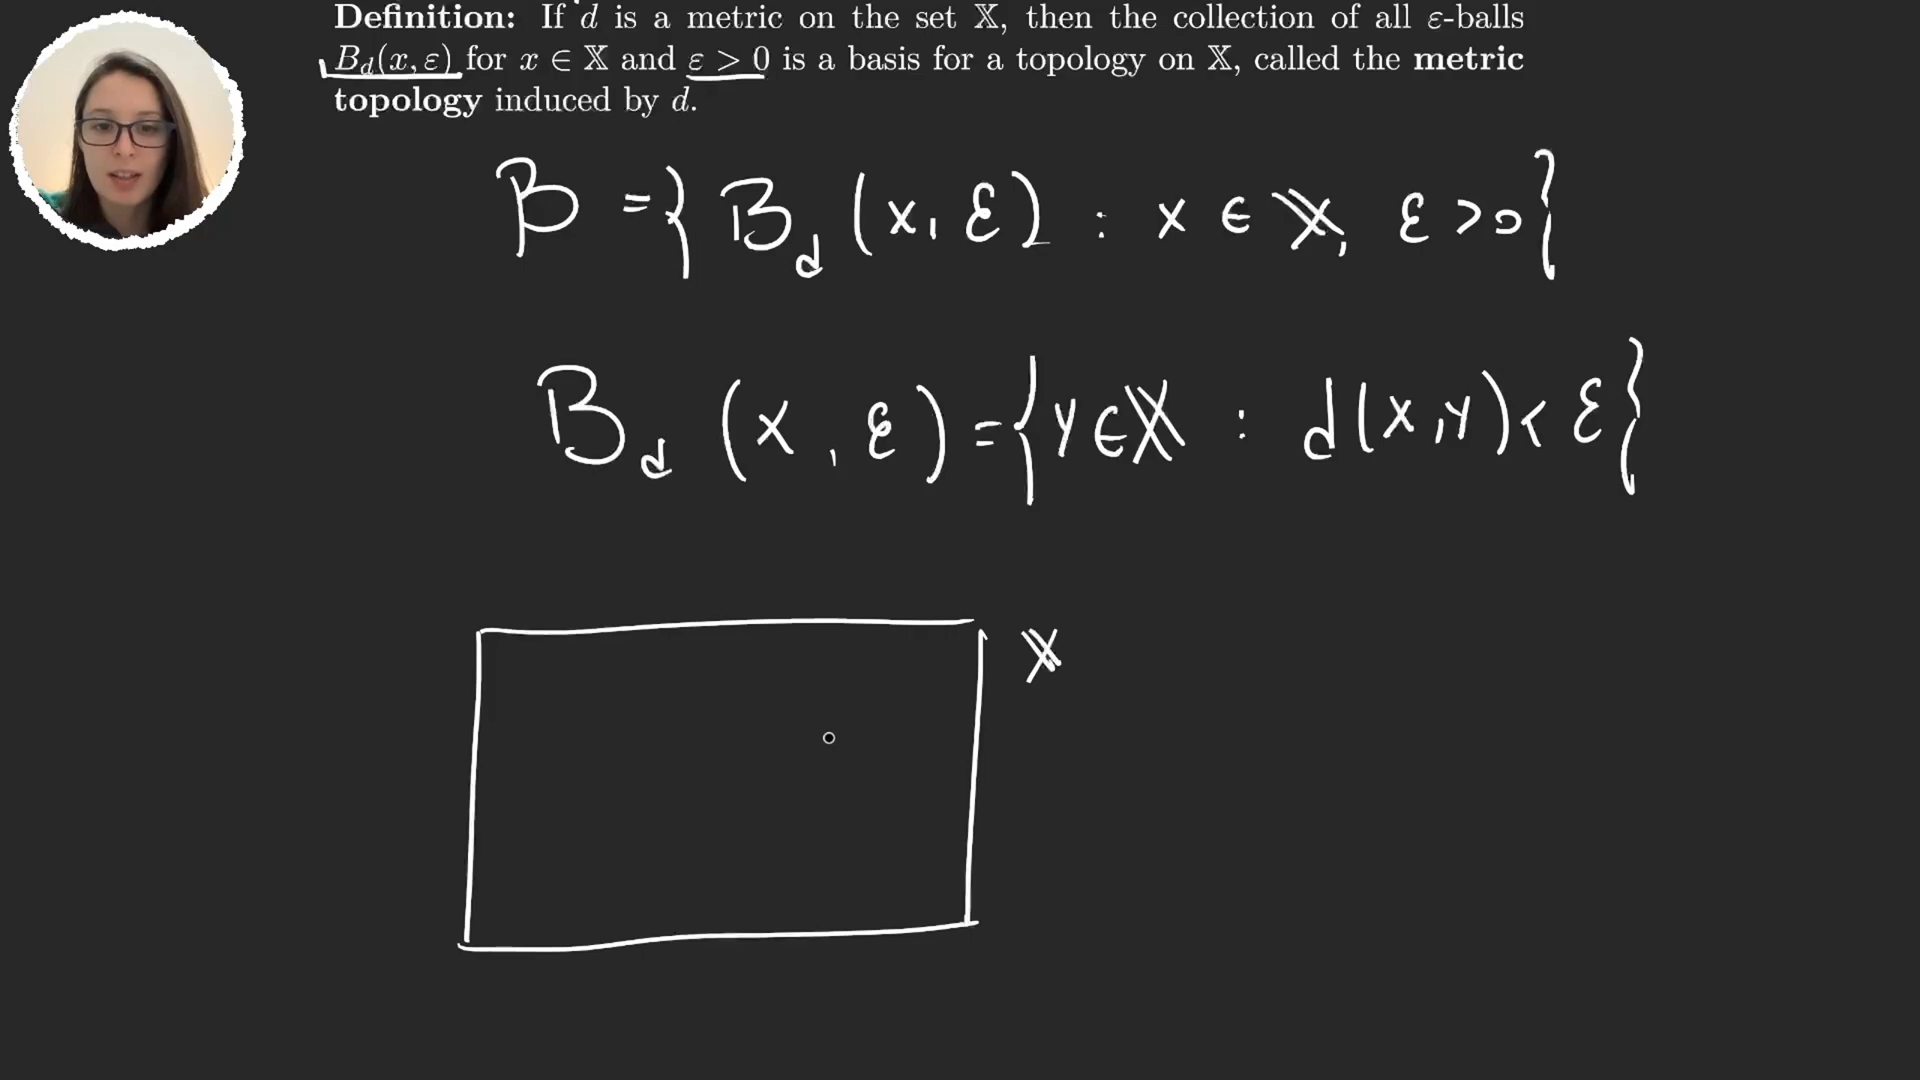 Definition: If d is a metric on the set 𝕏, then the collection of all ε-balls
B_d(x, ε) for x ∈ 𝕏 and ε > 0 is a basis for a topology on 𝕏, called the metric
topology induced by d.
B = { B_d (x, ε) : x ∈ 𝕏, ε > 0 }
B_d (x, ε) = { y ∈ 𝕏 : d(x, y) < ε }
𝕏